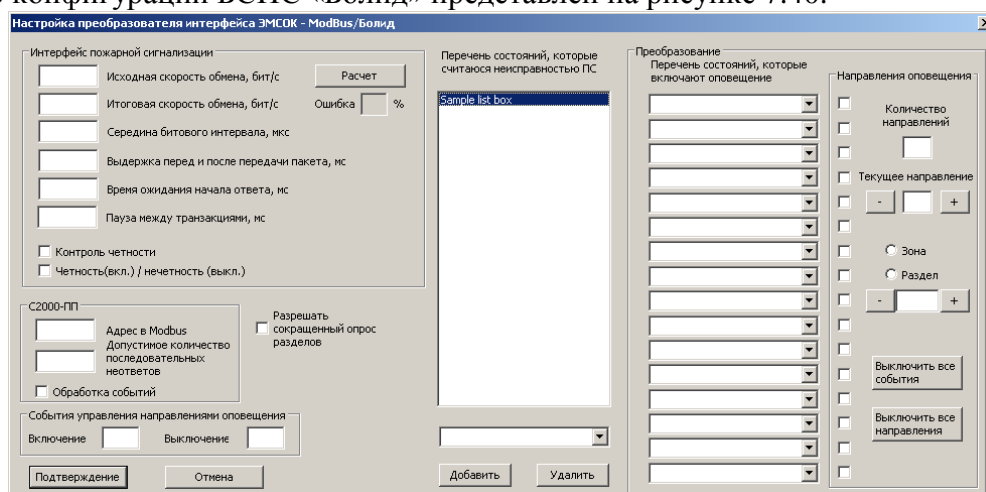 конфигурации БСПС «Болид» представлен на рисунке 7.46.
Настройка преобразователя интерфейса ЭМСОК - ModBus/Болид
Интерфейс пожарной сигнализации
Исходная скорость обмена, бит/с
Расчет
Итоговая скорость обмена, бит/с
Ошибка
%
Середина битового интервала, мкс
Выдержка перед и после передачи пакета, мс
Время ожидания начала ответа, мс
Пауза между транзакциями, мс
Контроль четности
Четность(вкл.) / нечетность (выкл.)
С2000-ПП
Адрес в Modbus
Допустимое количество
последовательных
неответов
Обработка событий
Разрешать
сокращенный опрос
разделов
События управления направлениями оповещения
Включение
Выключение
Подтверждение
Отмена
Перечень состояний, которые
считаюся неисправностью ПС
Sample list box
Добавить
Удалить
Преобразование
Перечень состояний, которые
включают оповещение
Направления оповещения
Количество
направлений
Текущее направление
-
+
Зона
Раздел
-
+
Выключить все
события
Выключить все
направления